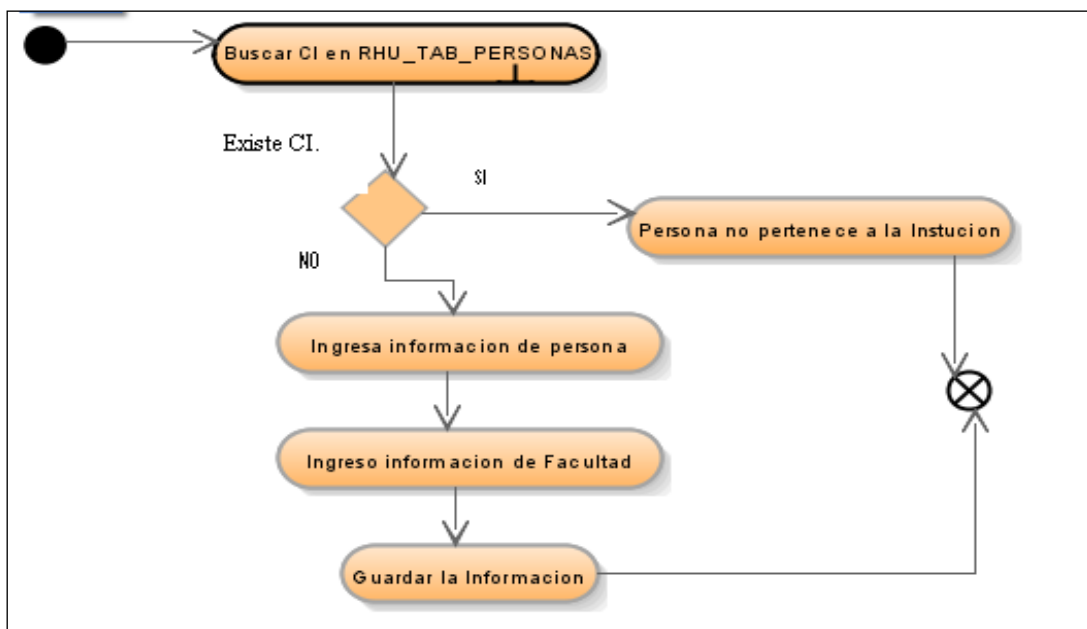 Buscar CI en RHU_TAB_PERSONAS
Existe CI.
SI
Persona no pertenece a la Instucion
NO
Ingresa informacion de persona
Ingreso informacion de Facultad
Guardar la Informacion